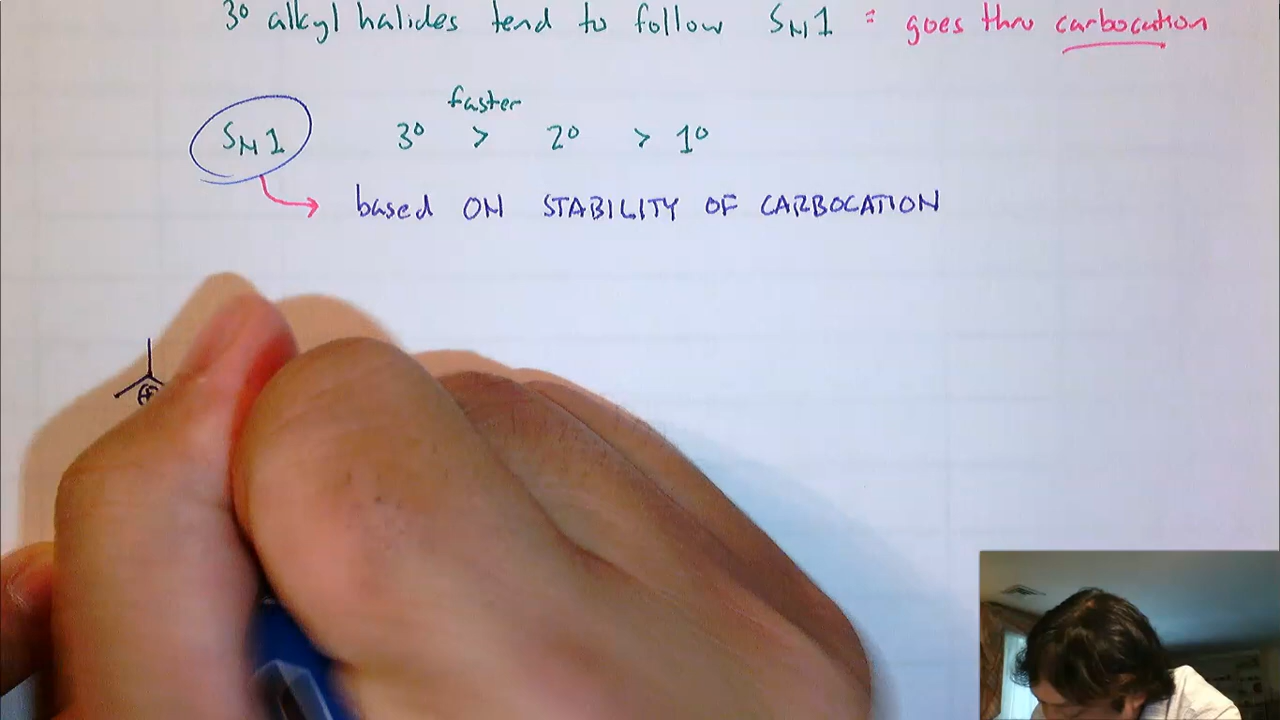 3° alkyl halides tend to follow SN1 = goes thru carbocation
faster
SN1 3° > 2° > 1°
based ON STABILITY OF CARBOCATION
⊕